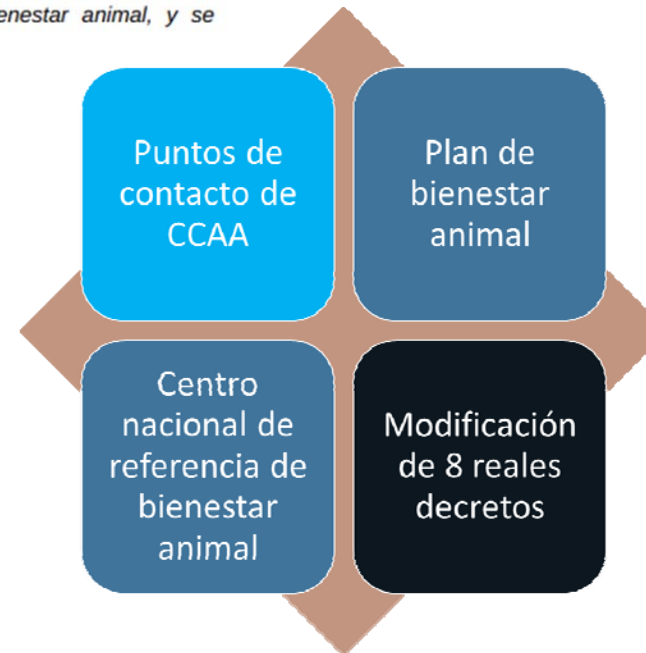 enestar animal, y se
Puntos de
contacto de
CCAA
Plan de
bienestar
animal
Centro
nacional de
referencia de
bienestar
animal
Modificación
de 8 reales
decretos